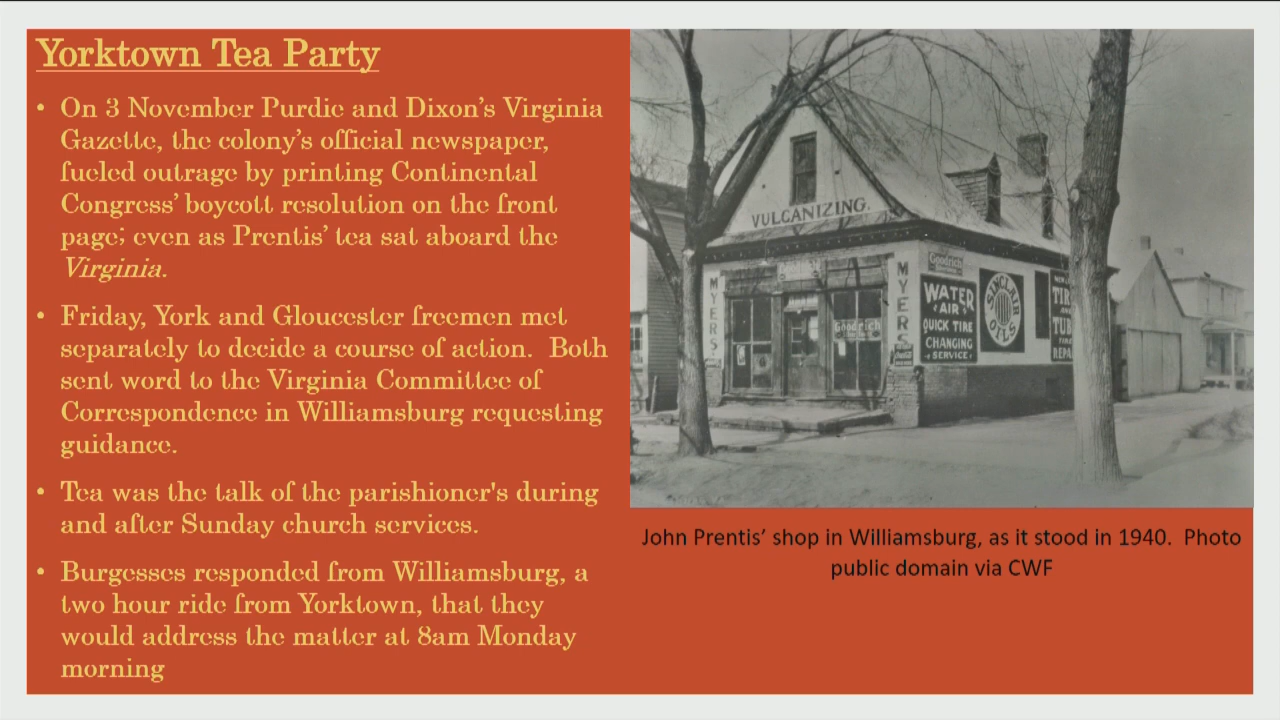 Yorktown Tea Party
• On 3 November Purdie and Dixon's Virginia
Gazette, the colony's official newspaper,
fueled outrage by printing Continental
Congress' boycott resolution on the front
page; even as Prentis' tea sat aboard the
Virginia.
• Friday, York and Gloucester freemen met
separately to decide a course of action.  Both
sent word to the Virginia Committee of
Correspondence in Williamsburg requesting
guidance.
• Tea was the talk of the parishioner's during
and after Sunday church services.
• Burgesses responded from Williamsburg, a
two hour ride from Yorktown, that they
would address the matter at 8am Monday
morning
VULCANIZING.
MYERS
Goodrich
MYERS
Goodrich
WATER
AIR
QUICK TIRE
CHANGING
SERVICE
SINCLAIR
OILS
TIR
AND
TUB
REPA
John Prentis' shop in Williamsburg, as it stood in 1940.  Photo
public domain via CWF